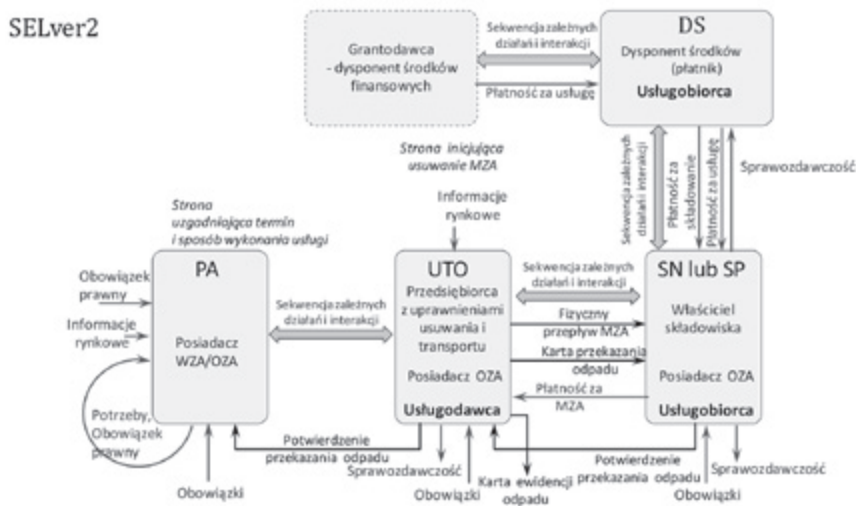 SELver2
Grantodawca
- dysponent środków
finansowych
Sekwencja zależnych
działań i interakcji
Płatność za usługę
DS
Dysponent środków
(płatnik)
Usługobiorca
Strona inicjująca
usuwanie MZA
Informacje
rynkowe
Sekwencja zależnych
działań i interakcji
Płatność za
składowanie
Płatność za usługę
Sprawozdawczość
Strona
uzgadniająca termin
i sposób wykonania usługi
PA
Posiadacz
WZA/OZA
Obowiązek
prawny
Informacje
rynkowe
Potrzeby,
Obowiązek
prawny
Obowiązki
Sekwencja zależnych
działań i interakcji
UTO
Przedsiębiorca
z uprawnieniami
usuwania i
transportu
Posiadacz OZA
Usługodawca
Sekwencja zależnych
działań i interakcji
Fizyczny
przepływ MZA
Karta przekazania
odpadu
Płatność za
MZA
SN lub SP
Właściciel
składowiska
Posiadacz OZA
Usługobiorca
Potwierdzenie
przekazania odpadu
Sprawozdawczość
Obowiązki
Karta ewidencji
odpadu
Potwierdzenie
przekazania odpadu
Sprawozdawczość
Obowiązki